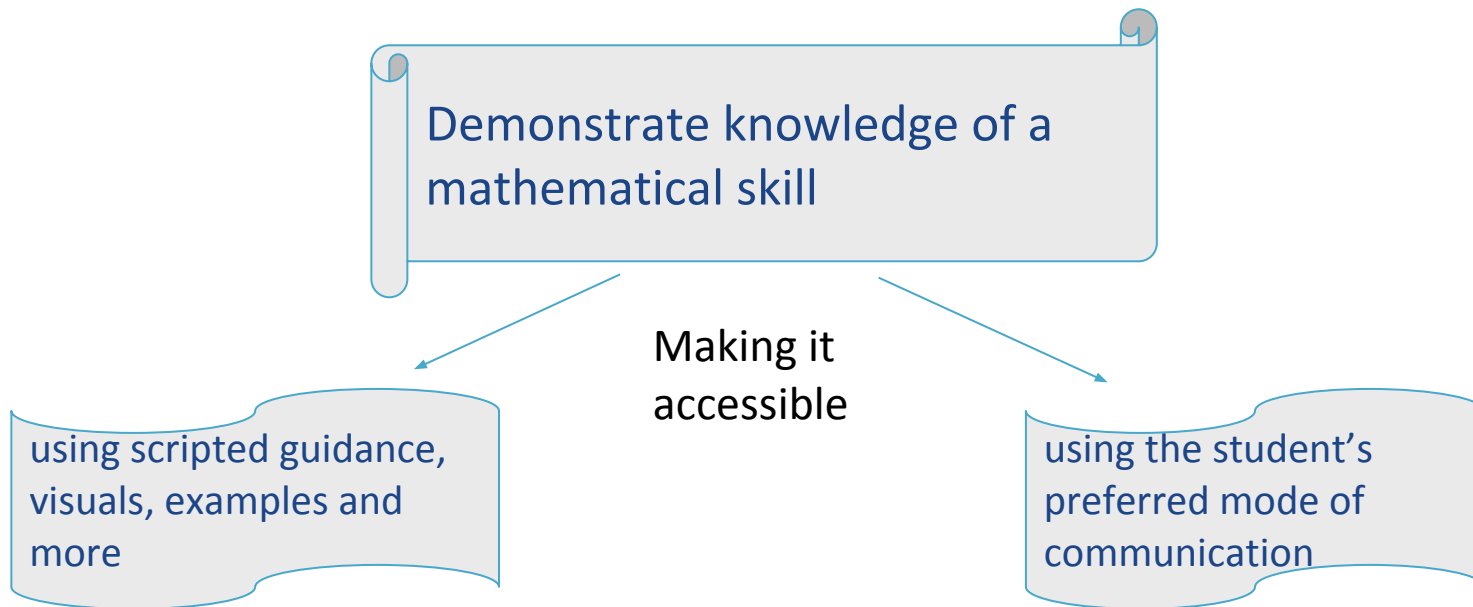 Demonstrate knowledge of a
mathematical skill
Making it
accessible
using scripted guidance,
visuals, examples and
more
using the student’s
preferred mode of
communication